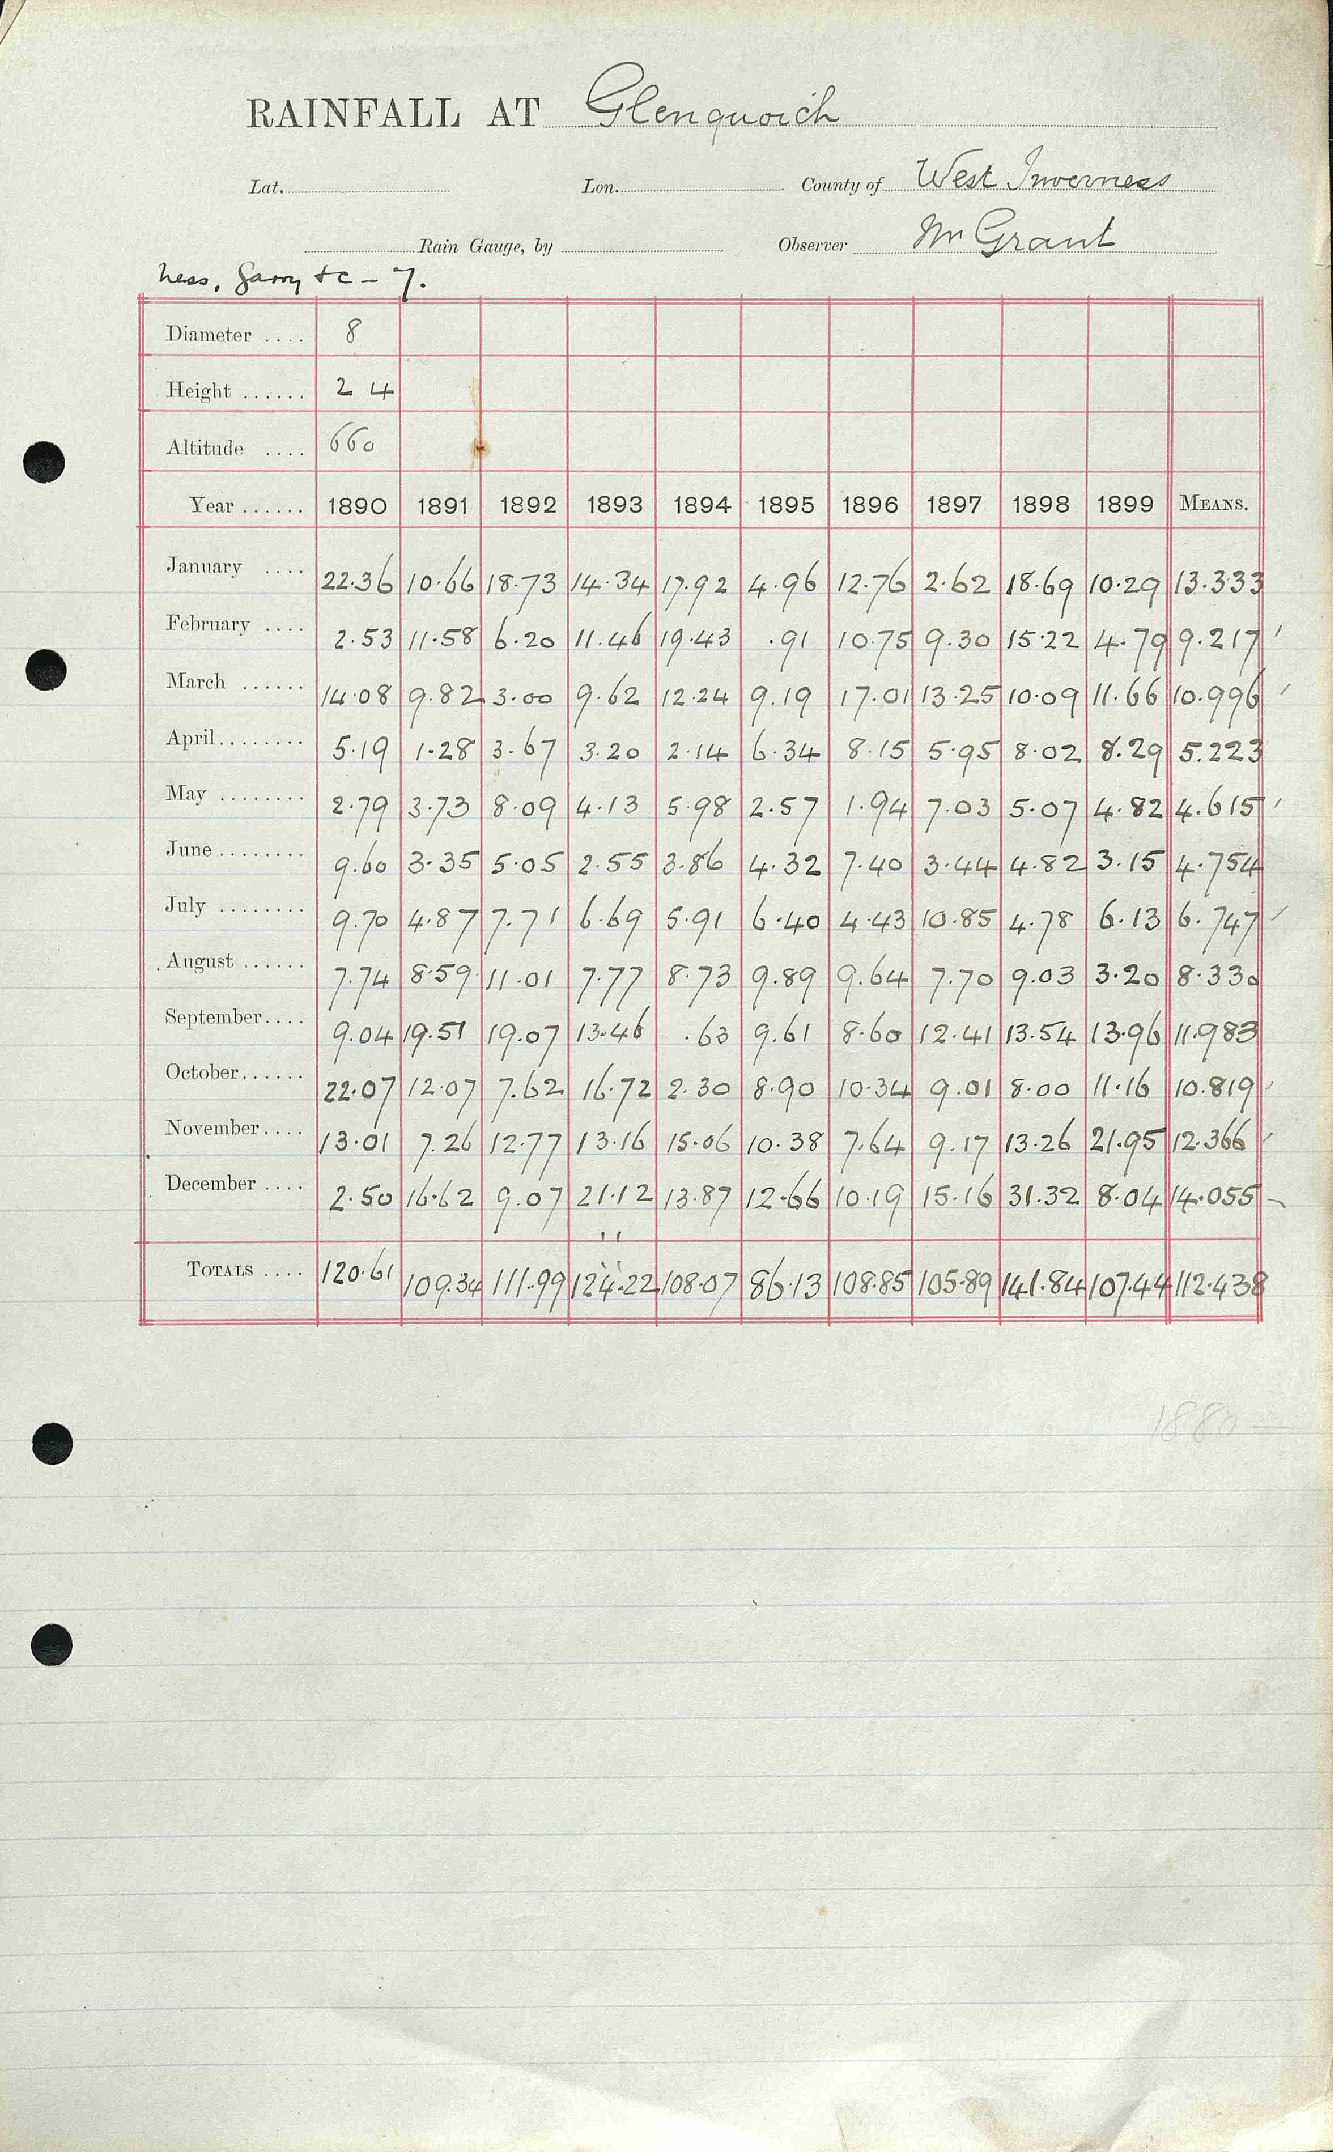 RAINFALL AT Glenquoich
Lat. Lon. County of West Inverness
Rain Gauge, by Observer Mr Grant
Ness, Garry &c - 7.
Diameter .... 8
Height ...... 2 4
Altitude .... 660
Year ...... 1890 1891 1892 1893 1894 1895 1896 1897 1898 1899 MEANS.
January .... 22.36 10.66 18.73 14.34 17.92 4.96 12.76 2.62 18.69 10.29 13.333
February .... 2.53 11.58 6.20 11.46 19.43 .91 10.75 9.30 15.22 4.79 9.217
March ...... 14.08 9.82 3.00 9.62 12.24 9.19 17.01 13.25 10.09 11.66 10.996
April ........ 5.19 1.28 3.67 3.20 2.14 6.34 8.15 5.95 8.02 8.29 5.223
May ........ 2.79 3.73 8.09 4.13 5.98 2.57 1.94 7.03 5.07 4.82 4.615
June ........ 9.60 3.35 5.05 2.55 3.86 4.32 7.40 3.44 4.82 3.15 4.754
July ........ 9.70 4.87 7.71 6.69 5.91 6.40 4.43 10.85 4.78 6.13 6.747
August ...... 7.74 8.59 11.01 7.77 8.73 9.89 9.64 7.70 9.03 3.20 8.330
September .... 9.04 19.51 19.07 13.46 .63 9.61 8.60 12.41 13.54 13.96 11.983
October ...... 22.07 12.07 7.62 16.72 2.30 8.90 10.34 9.01 8.00 11.16 10.819
November .... 13.01 7.26 12.77 13.16 15.06 10.38 7.64 9.17 13.26 21.95 12.366
December .... 2.50 16.62 9.07 21.12 13.87 12.66 10.19 15.16 31.32 8.04 14.055
TOTALS .... 120.61 109.34 111.99 124.22 108.07 86.13 108.85 105.89 141.84 107.44 112.438
1880 -